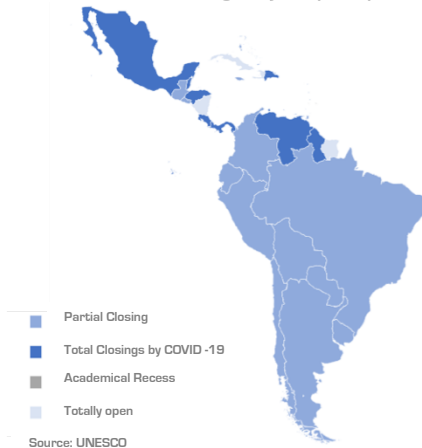 Partial Closing
Total Closings by COVID -19
Academical Recess
Totally open
Source: UNESCO